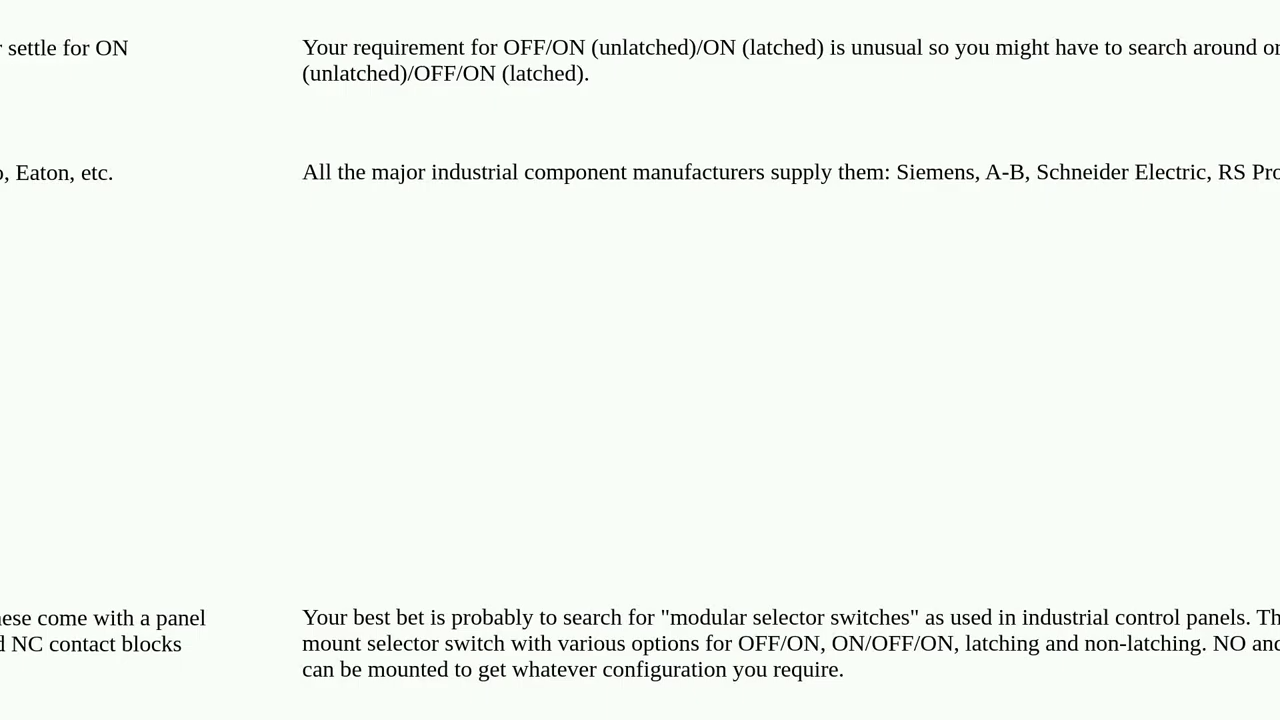 settle for ON
Your requirement for OFF/ON (unlatched)/ON (latched) is unusual so you might have to search around or
(unlatched)/OFF/ON (latched).
Eaton, etc.
All the major industrial component manufacturers supply them: Siemens, A-B, Schneider Electric, RS Pro
come with a panel
NC contact blocks
Your best bet is probably to search for "modular selector switches" as used in industrial control panels.
mount selector switch with various options for OFF/ON, ON/OFF/ON, latching and non-latching. NO and
can be mounted to get whatever configuration you require.